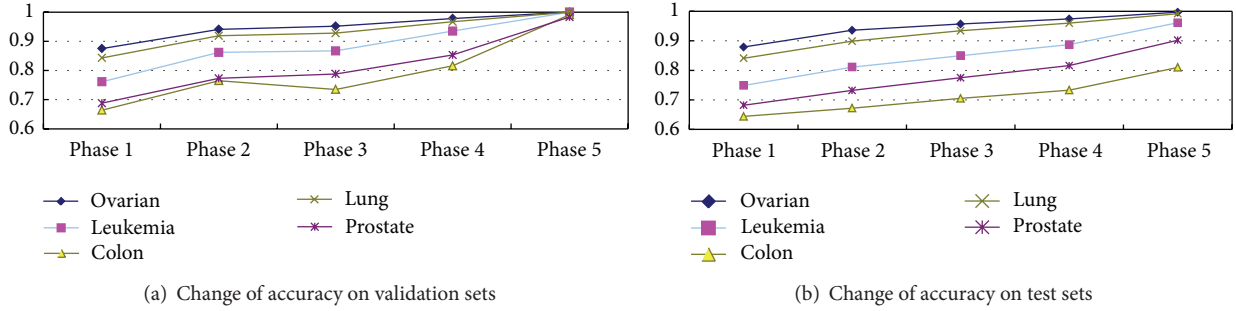 1
0.9
0.8
0.7
0.6
Phase 1 Phase 2 Phase 3 Phase 4 Phase 5
Ovarian Lung
Leukemia Prostate
Colon
(a) Change of accuracy on validation sets
1
0.9
0.8
0.7
0.6
Phase 1 Phase 2 Phase 3 Phase 4 Phase 5
Ovarian Lung
Leukemia Prostate
Colon
(b) Change of accuracy on test sets